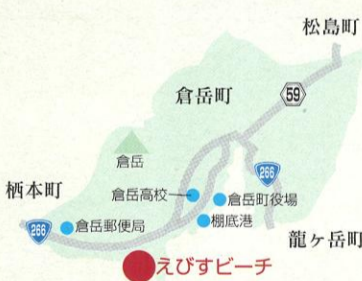 松島町
倉岳町
59
倉岳
栖本町
倉岳高校
倉岳町役場
266
266
倉岳郵便局
棚底港
龍ヶ岳町
えびすビーチ